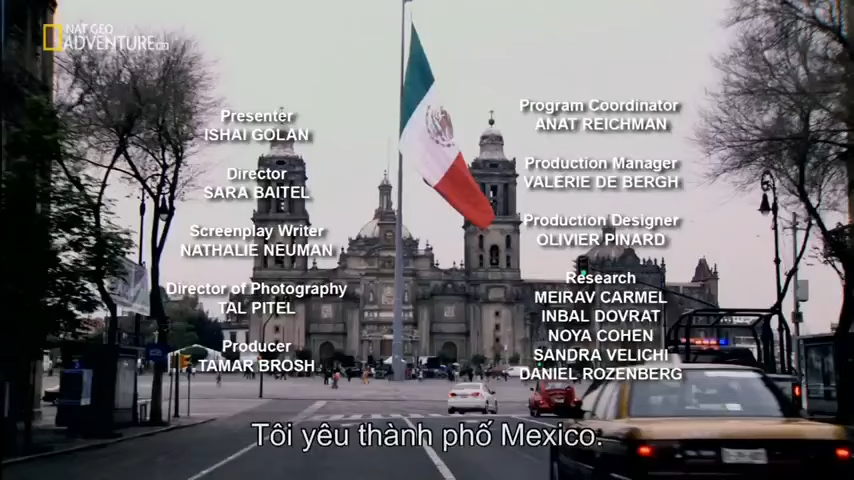 NAT GEO
ADVENTURE
Presenter
ISHAI GOLAN
Director
SARA BAITEL
Screenplay Writer
NATHALIE NEUMAN
Director of Photography
TAL PITEL
Producer
TAMAR BROSH
Program Coordinator
ANAT REICHMAN
Production Manager
VALERIE DE BERGH
Production Designer
OLIVIER PINARD
Research
MEIRAV CARMEL
INBAL DOVRAT
NOYA COHEN
SANDRA VELICHI
DANIEL ROZENBERG
Tôi yêu thành phố Mexico.